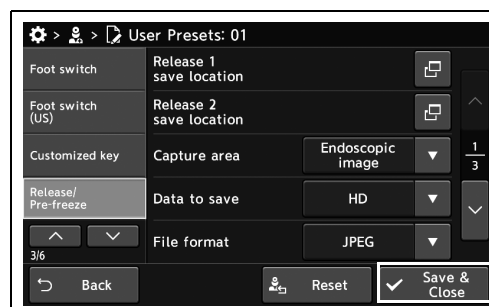 > > User Presets: 01
Foot switch
Foot switch
(US)
Customized key
Release/
Pre-freeze
3/6
Release 1
save location
Release 2
save location
Capture area
Endoscopic
image
Data to save
HD
File format
JPEG
1
3
Back
Reset
Save &
Close